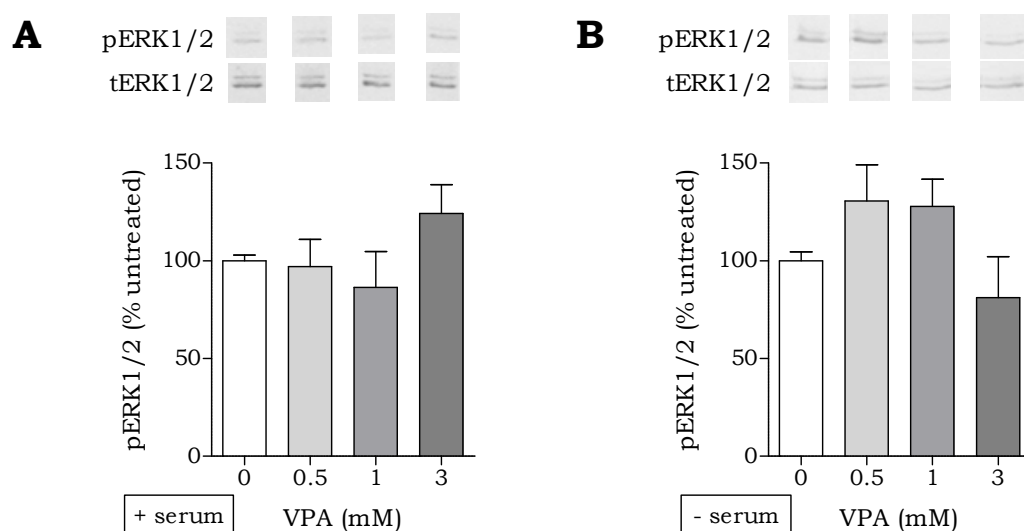 A
pERK1/2
tERK1/2
pERK1/2 (% untreated)
150
100
50
0
0 0.5 1 3
+ serum
VPA (mM)
B
pERK1/2
tERK1/2
pERK1/2 (% untreated)
150
100
50
0
0 0.5 1 3
- serum
VPA (mM)